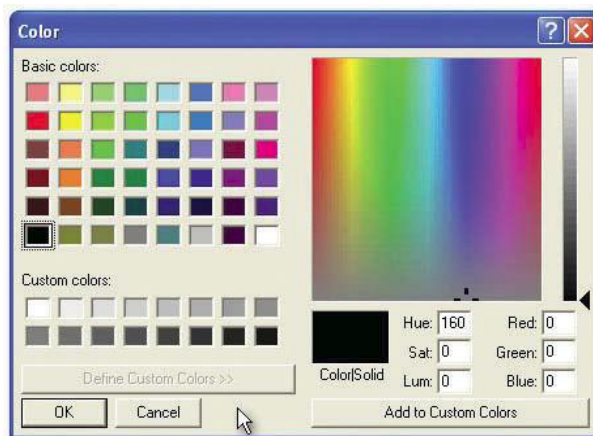 Color
Basic colors:
Custom colors:
Define Custom Colors >>
OK Cancel
Color|Solid
Hue: 160 Red: 0
Sat: 0 Green: 0
Lum: 0 Blue: 0
Add to Custom Colors